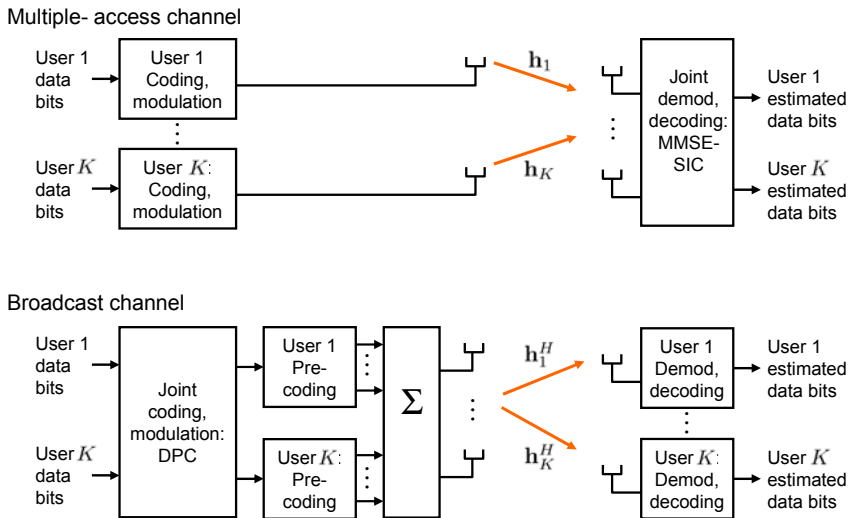 Multiple- access channel
User 1
data
bits
User 1
Coding,
modulation
⋮
User K
data
bits
User K:
Coding,
modulation
h₁
⋮
h_K
Joint
demod,
decoding:
MMSE-
SIC
User 1
estimated
data bits
User K
estimated
data bits
Broadcast channel
User 1
data
bits
User K
data
bits
Joint
coding,
modulation:
DPC
User 1
Pre-
coding
⋮
User K:
Pre-
coding
⋮
Σ
⋮
h₁ᴴ
h_Kᴴ
User 1
Demod,
decoding
⋮
User K:
Demod,
decoding
User 1
estimated
data bits
User K
estimated
data bits